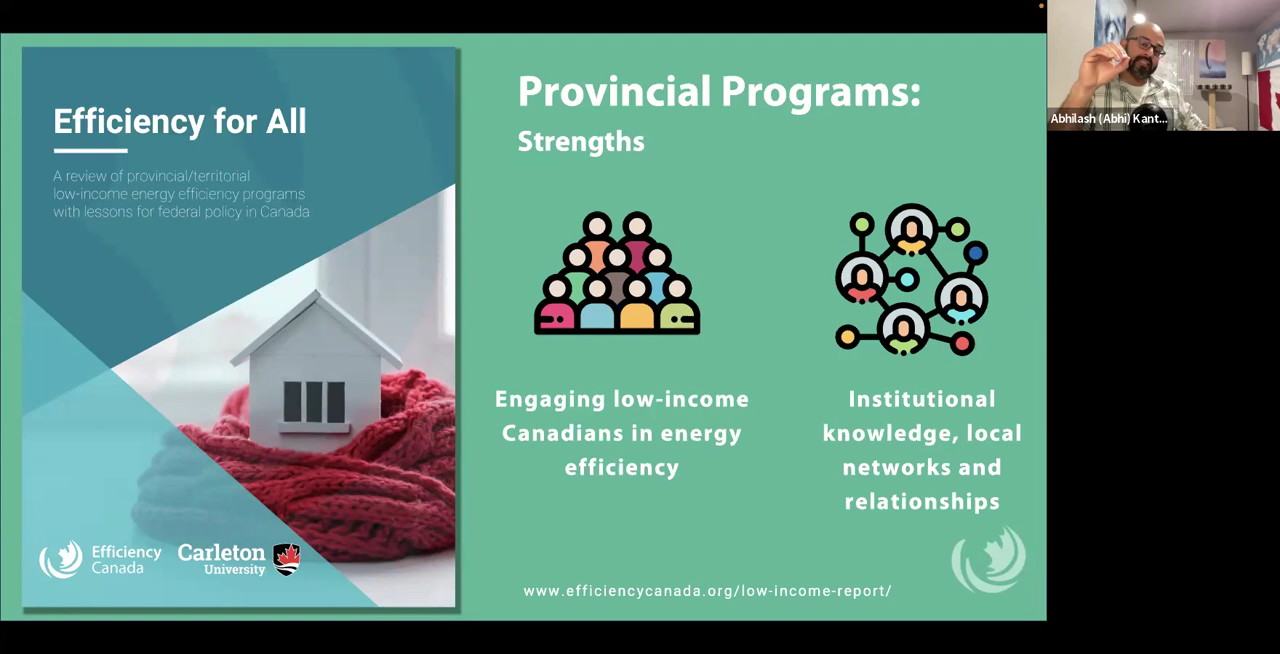 Efficiency for All
A review of provincial/territorial
low-income energy efficiency programs
with lessons for federal policy in Canada
Efficiency
Canada
Carleton
University
Provincial Programs:
Strengths
Engaging low-income
Canadians in energy
efficiency
Institutional
knowledge, local
networks and
relationships
www.efficiencycanada.org/low-income-report/
Abhilash (Abhi) Kant...